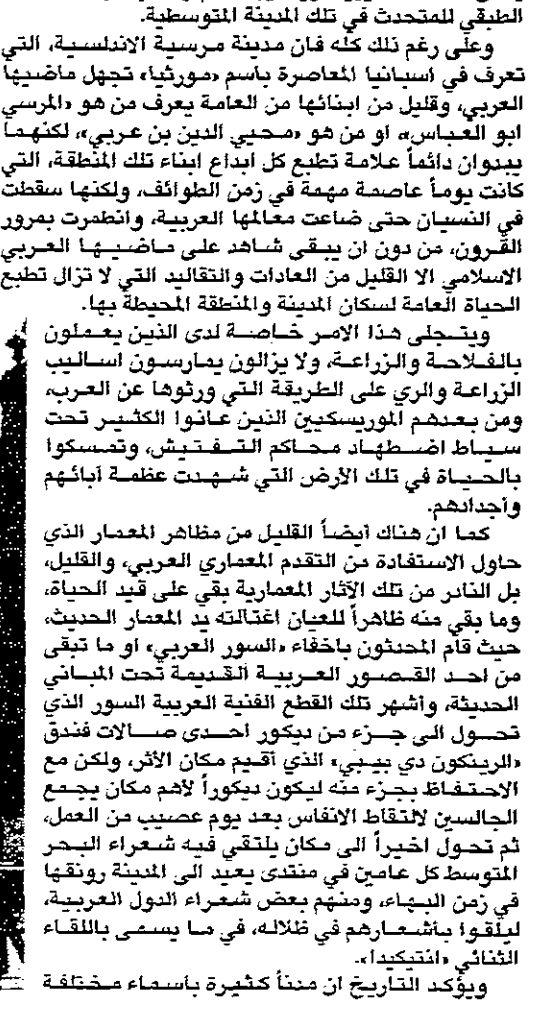 الطبقي للمتحدث في تلك المدينة المتوسطية.
وعلى رغم ذلك كله فان مدينة مرسية الاندلسية، التي
تعرف في اسبانيا المعاصرة باسم «مورثيا» تجهل ماضيها
العربي، وقليل من ابنائها من العامة يعرف من هو «المرسي
ابو العباس»، او من هو «محيي الدين بن عربي»، لكنهما
يبدوان دائماً علامة تطبع كل ابداع ابناء تلك المنطقة، التي
كانت يوماً عاصمة مهمة في زمن الطوائف، ولكنها سقطت
في النسيان حتى ضاعت معالمها العربية، وانطمرت بمرور
القرون، من دون ان يبقى شاهد على ماضيها العربي
الاسلامي الا القليل من العادات والتقاليد التي لا تزال تطبع
الحياة العامة لسكان المدينة والمنطقة المحيطة بها.
ويتجلى هذا الامر خاصة لدى الذين يعملون
بالفلاحة والزراعة، ولا يزالون يمارسون اساليب
الزراعة والري على الطريقة التي ورثوها عن العرب،
ومن بعدهم الموريسكيين الذين عانوا الكثير تحت
سياط اضطهاد محاكم التفتيش، وتمسكوا
بالحياة في تلك الأرض التي شهدت عظمة آبائهم
وأجدادهم.
كما ان هناك ايضاً القليل من مظاهر المعمار الذي
حاول الاستفادة من التقدم المعماري العربي، والقليل،
بل النادر من تلك الآثار المعمارية بقي على قيد الحياة،
وما بقي منه ظاهراً للعيان اغتالته يد المعمار الحديث،
حيث قام المحدثون باخفاء «السور العربي» او ما تبقى
من احد القصور العربية القديمة تحت المباني
الحديثة، وأشهر تلك القطع الفنية العربية السور الذي
تحول الى جزء من ديكور احدى صالات فندق
«الرينكون دي بيبي» الذي أقيم مكان الأثر، ولكن مع
الاحتفاظ بجزء منه ليكون ديكوراً لأهم مكان يجمع
الجالسين لالتقاط الانفاس بعد يوم عصيب من العمل،
ثم تحول اخيراً الى مكان يلتقي فيه شعراء البحر
المتوسط كل عامين في منتدى يعيد الى المدينة رونقها
في زمن البهاء، ومنهم بعض شعراء الدول العربية،
ليلقوا بأشعارهم في ظلاله، في ما يسمى باللقاء
الثنائي «انتيكيدا».
ويؤكد التاريخ ان مدناً كثيرة بأسماء مختلفة